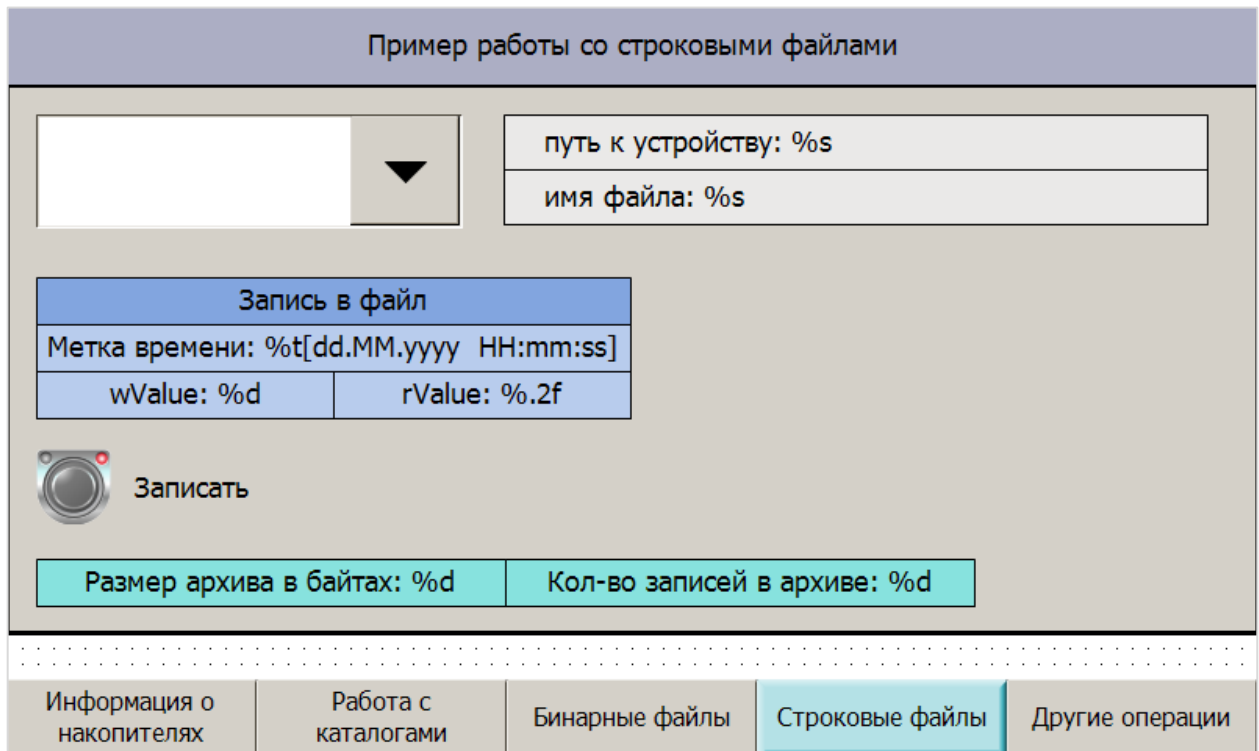 Пример работы со строковыми файлами
путь к устройству: %s
имя файла: %s
Запись в файл
Метка времени: %t[dd.MM.yyyy  HH:mm:ss]
wValue: %d
rValue: %.2f
Записать
Размер архива в байтах: %d
Кол-во записей в архиве: %d
Информация о
накопителях
Работа с
каталогами
Бинарные файлы
Строковые файлы
Другие операции